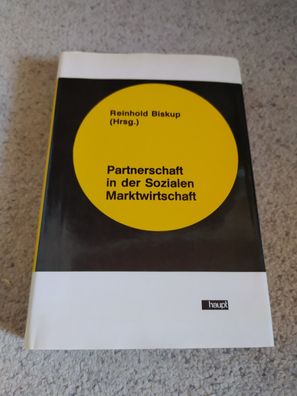 Reinhold Biskup
(Hrsg.)
Partnerschaft
in der Sozialen
Marktwirtschaft
haupt